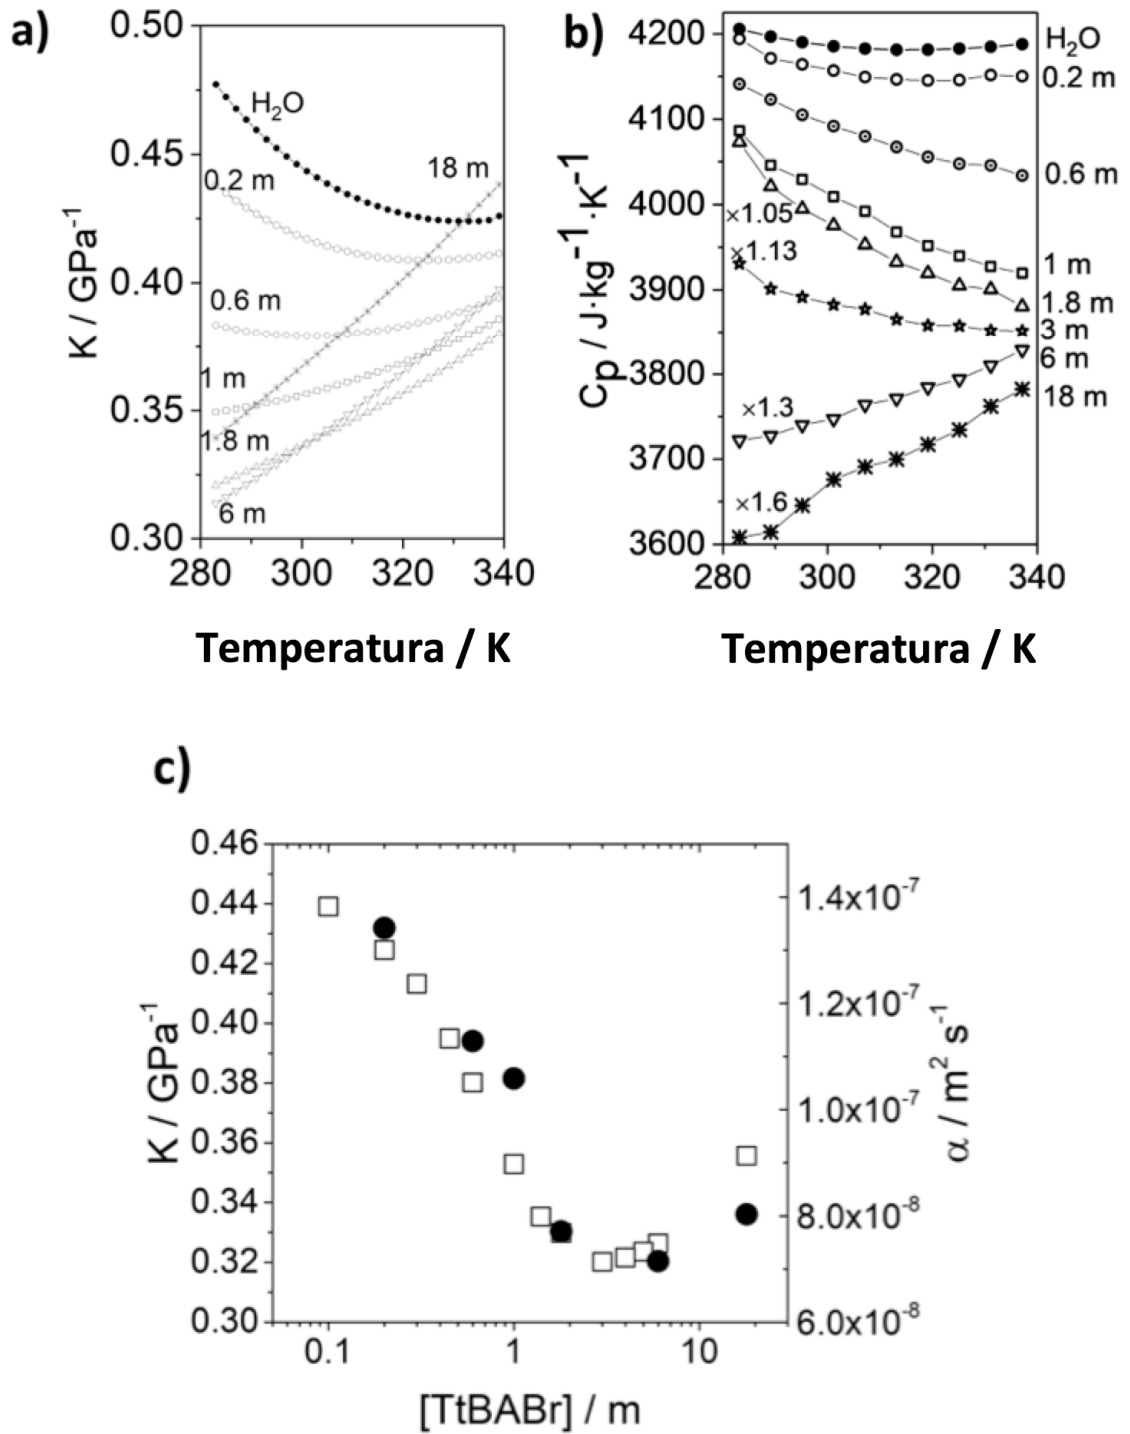 a)
0.50
0.45
0.40
0.35
0.30
K / GPa⁻¹
H₂O
18 m
0.2 m
0.6 m
1 m
1.8 m
6 m
280 300 320 340
Temperatura / K
b)
4200
4100
4000
3900
3800
3700
3600
Cp / J·kg⁻¹·K⁻¹
H₂O
0.2 m
0.6 m
×1.05
×1.13
1 m
1.8 m
3 m
6 m
×1.3
18 m
×1.6
280 300 320 340
Temperatura / K
c)
0.46
0.44
0.42
0.40
0.38
0.36
0.34
0.32
0.30
K / GPa⁻¹
1.4x10⁻⁷
1.2x10⁻⁷
1.0x10⁻⁷
8.0x10⁻⁸
6.0x10⁻⁸
α / m² s⁻¹
0.1 1 10
[TtBABr] / m